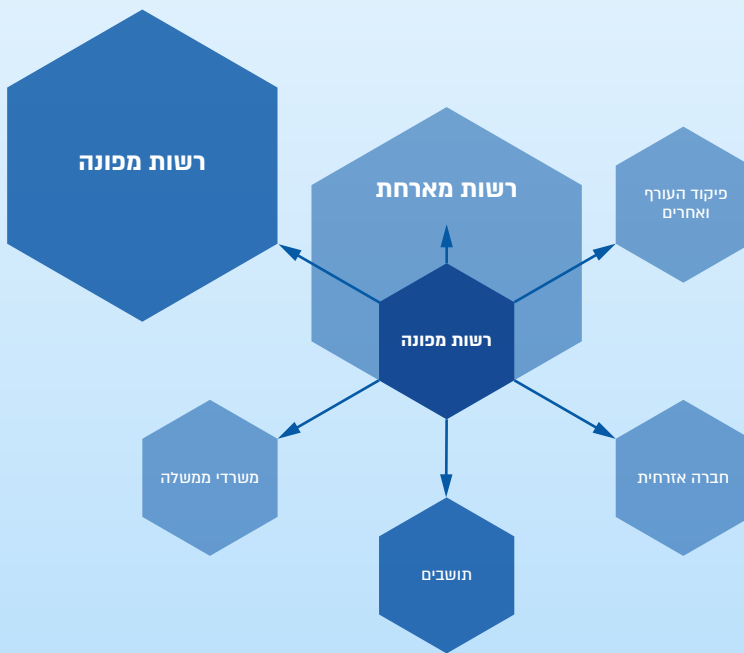 רשות מפונה
רשות מארחת
פיקוד העורף
ואחרים
רשות מפונה
משרדי ממשלה
חברה אזרחית
תושבים